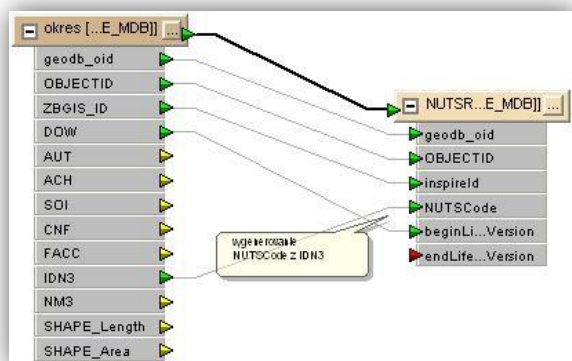 okres [...E_MDB]] ...
geodb_oid
OBJECTID
ZBGIS_ID
DOW
AUT
ACH
SOI
CNF
FACC
IDN3
NM3
SHAPE_Length
SHAPE_Area
wygenerowanie
NUTSCode z IDN3
NUTSR...E_MDB]] ...
geodb_oid
OBJECTID
inspireId
NUTSCode
beginLi...Version
endLife...Version